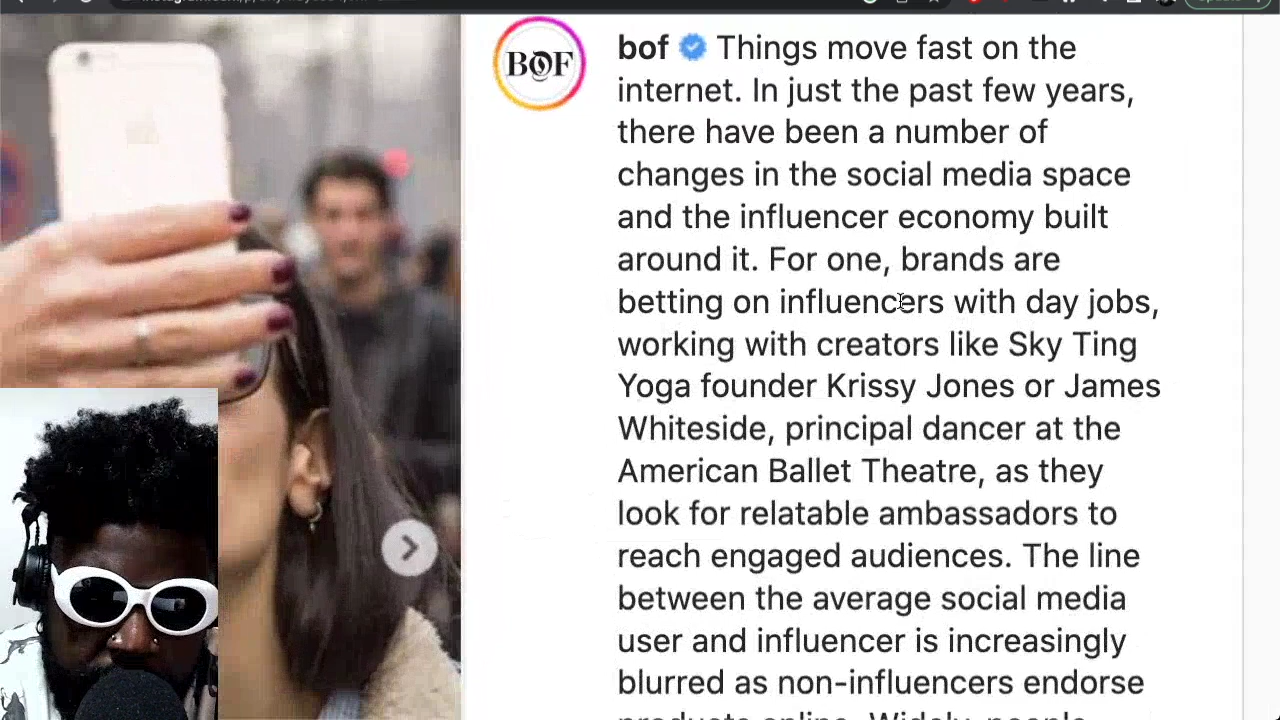 BOF
bof Things move fast on the
internet. In just the past few years,
there have been a number of
changes in the social media space
and the influencer economy built
around it. For one, brands are
betting on influencers with day jobs,
working with creators like Sky Ting
Yoga founder Krissy Jones or James
Whiteside, principal dancer at the
American Ballet Theatre, as they
look for relatable ambassadors to
reach engaged audiences. The line
between the average social media
user and influencer is increasingly
blurred as non-influencers endorse
products online. Widely, people